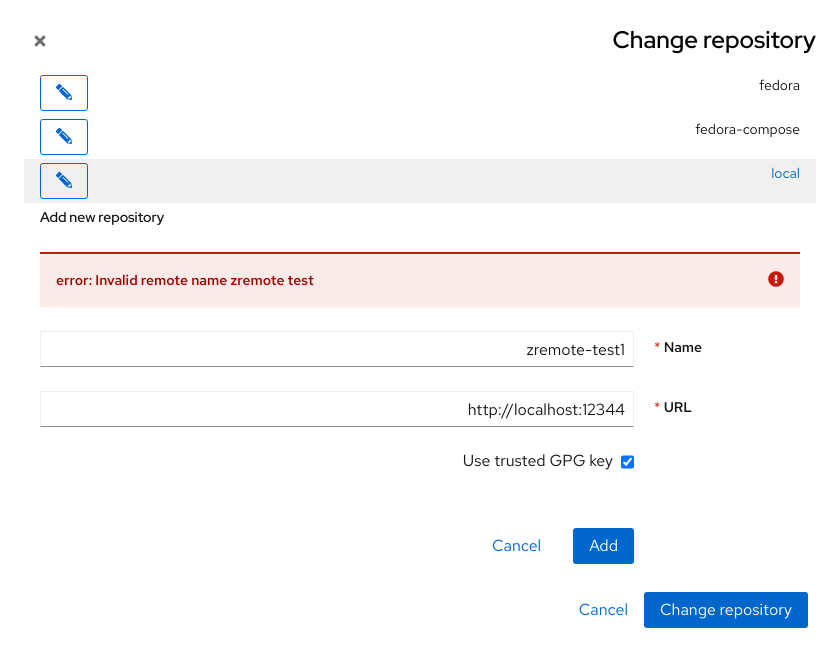 Change repository
fedora
fedora-compose
local
Add new repository
error: Invalid remote name zremote test
* Name
zremote-test1
* URL
http://localhost:12344
Use trusted GPG key
Add
Cancel
Change repository
Cancel